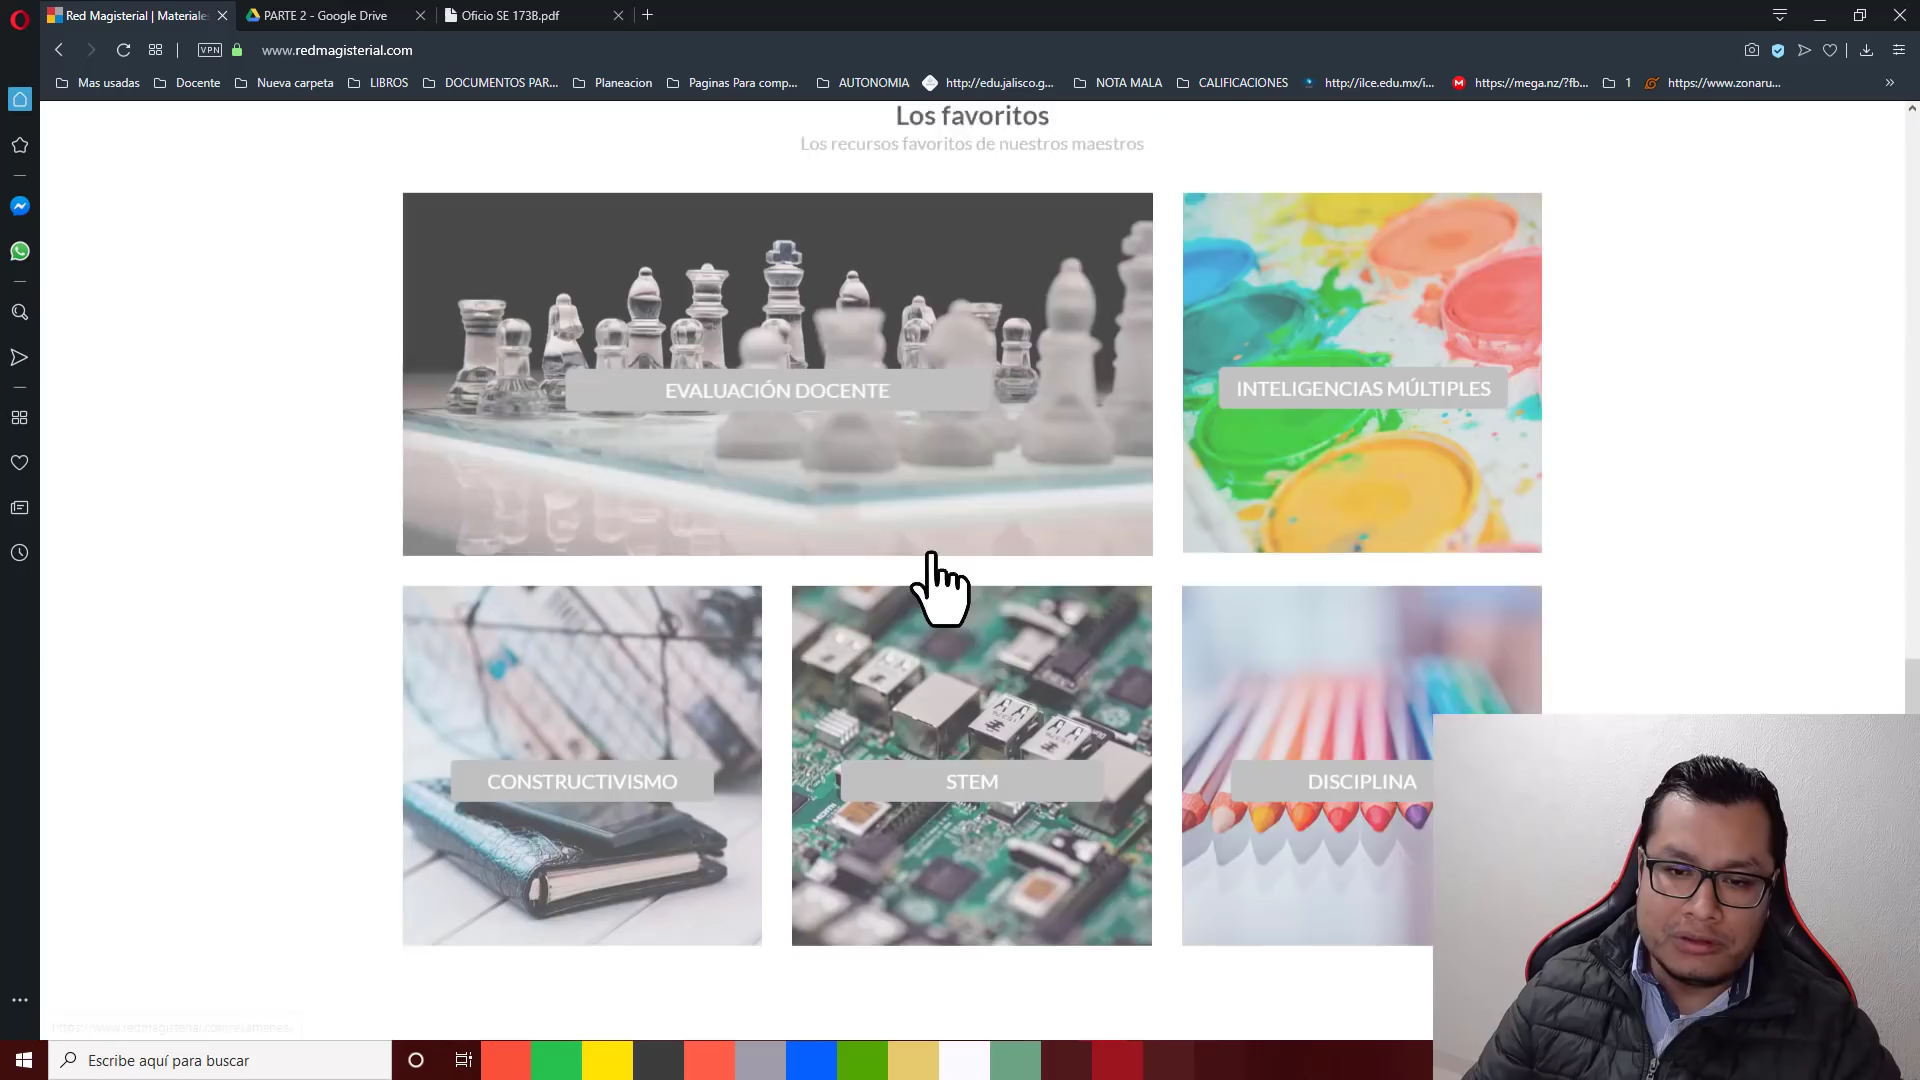 Red Magisterial | Materiale
PARTE 2 - Google Drive
Oficio SE 173B.pdf
VPN
www.redmagisterial.com
Mas usadas
Docente
Nueva carpeta
LIBROS
DOCUMENTOS PAR...
Planeacion
Paginas Para comp...
AUTONOMIA
http://edu.jalisco.g...
NOTA MALA
CALIFICACIONES
http://ilce.edu.mx/i...
M
https://mega.nz/?fb...
1
https://www.zonaru...
Los favoritos
Los recursos favoritos de nuestros maestros
EVALUACIÓN DOCENTE
INTELIGENCIAS MÚLTIPLES
CONSTRUCTIVISMO
STEM
DISCIPLINA
Escribe aquí para buscar